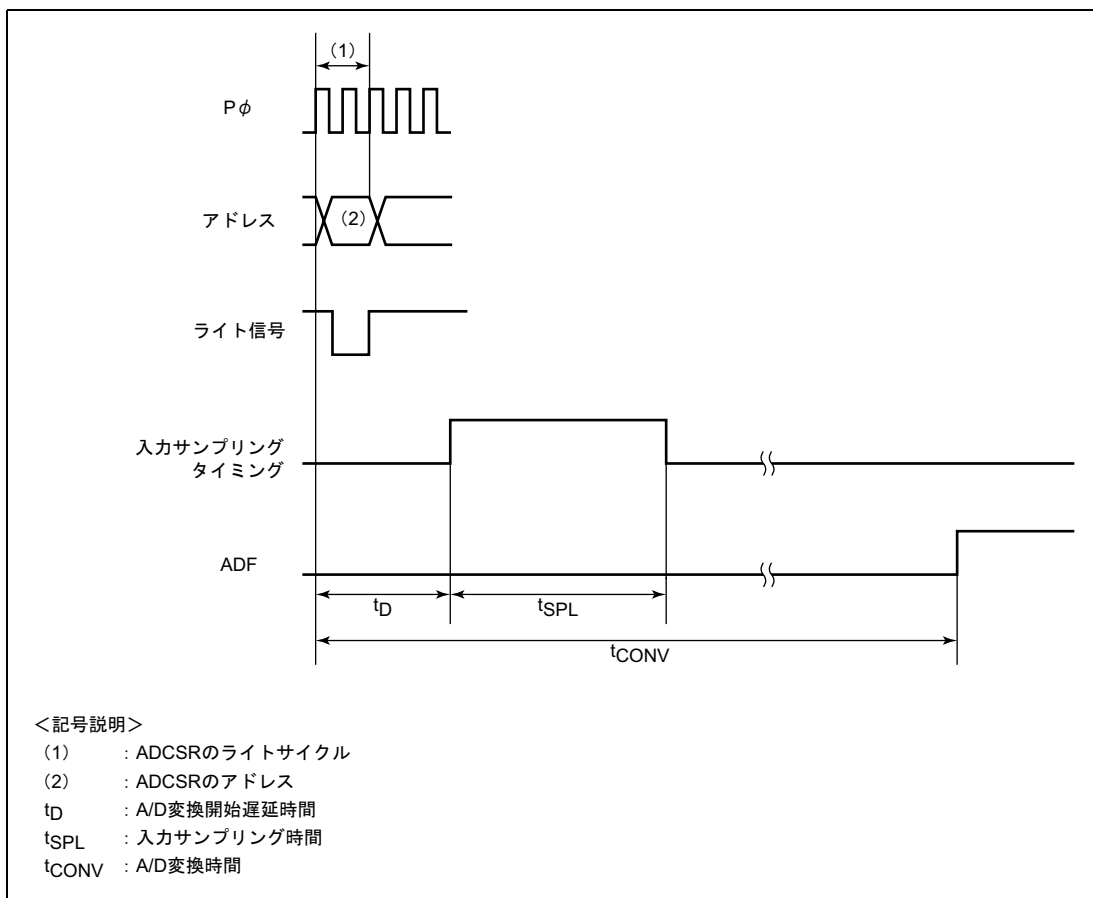 （1）
Pφ
アドレス
（2）
ライト信号
入力サンプリング
タイミング
ADF
tD
tSPL
tCONV
＜記号説明＞
（1） : ADCSRのライトサイクル
（2） : ADCSRのアドレス
tD : A/D変換開始遅延時間
tSPL : 入力サンプリング時間
tCONV : A/D変換時間